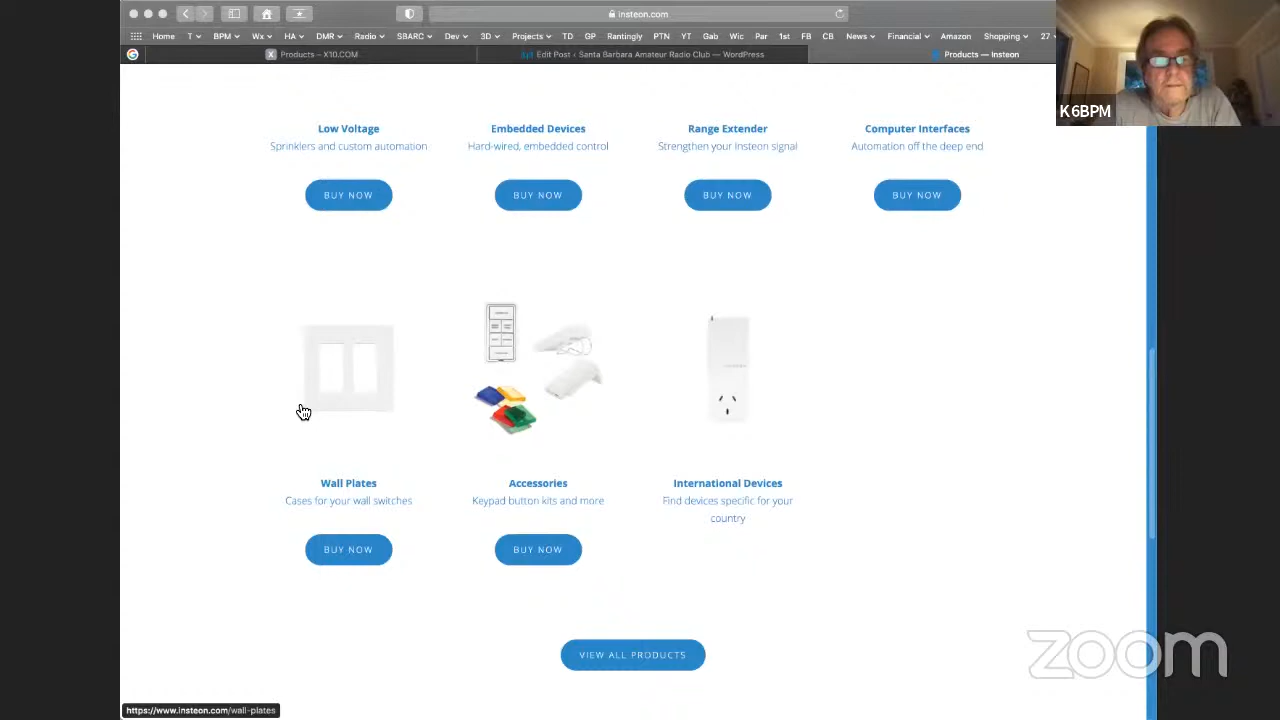 insteon.com
Home T BPM Wx HA DMR Radio SBARC Dev 3D Projects TD GP Rantingly PTN YT Gab Wic Par 1st FB CB News Financial Amazon Shopping 27
Products – X10.COM
Edit Post ‹ Santa Barbara Amateur Radio Club — WordPress
Products — Insteon
K6BPM
Low Voltage
Sprinklers and custom automation
BUY NOW
Embedded Devices
Hard-wired, embedded control
BUY NOW
Range Extender
Strengthen your Insteon signal
BUY NOW
Computer Interfaces
Automation off the deep end
BUY NOW
Wall Plates
Cases for your wall switches
BUY NOW
Accessories
Keypad button kits and more
BUY NOW
International Devices
Find devices specific for your
country
VIEW ALL PRODUCTS
zoom
https://www.insteon.com/wall-plates